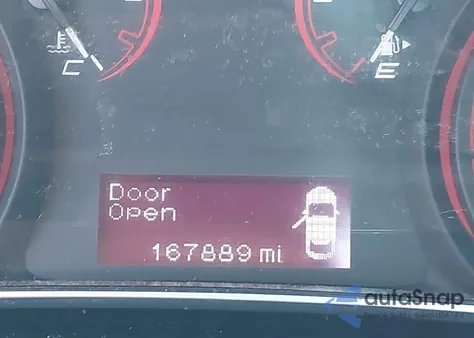 C
E
Door
Open
167889 mi
autoSnap